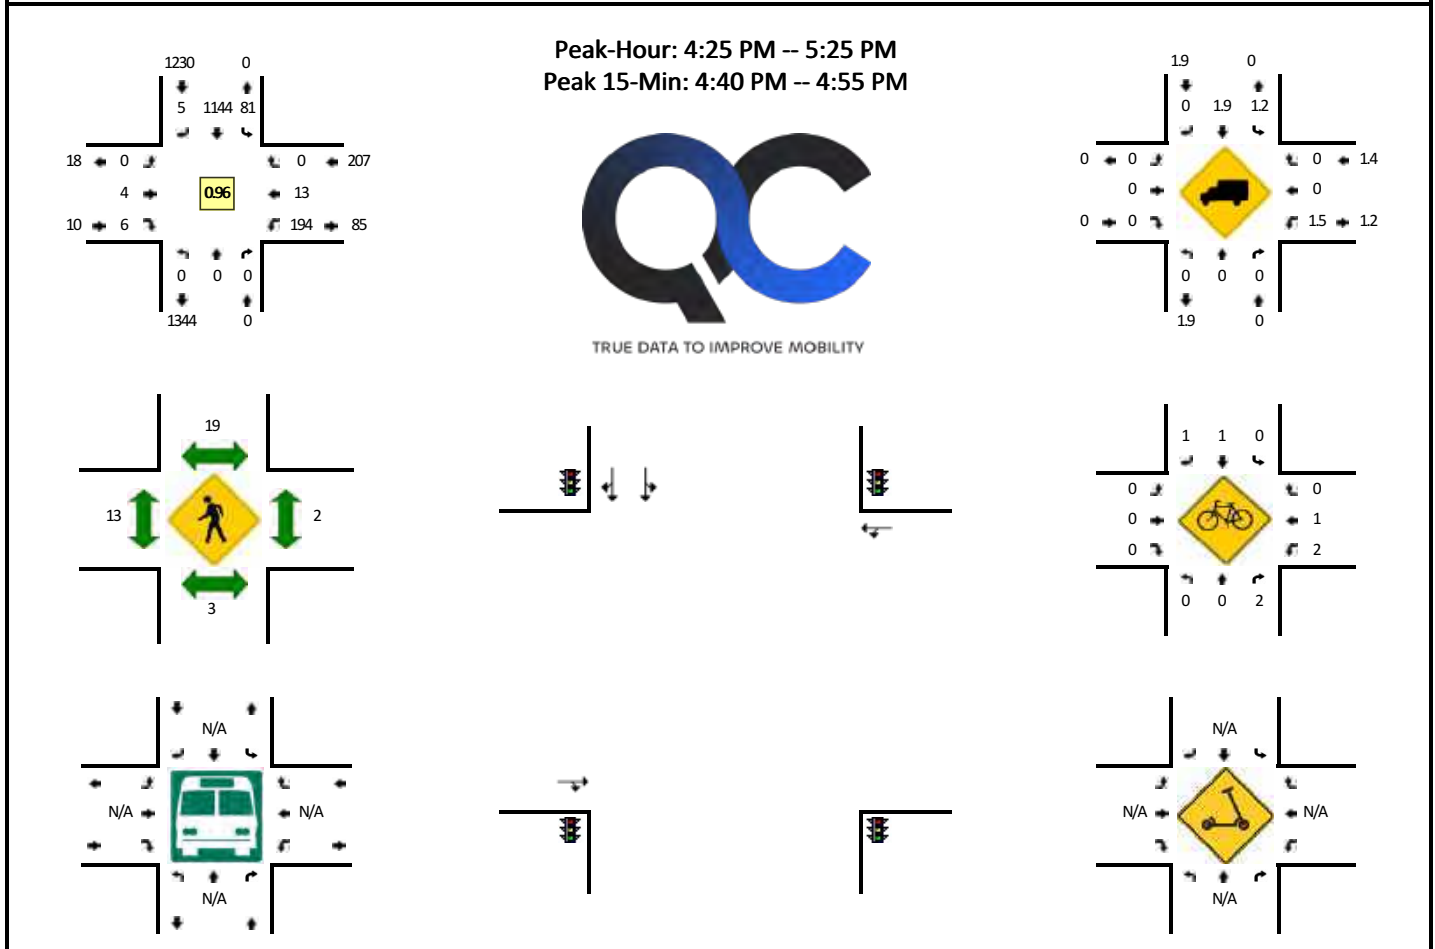 Peak-Hour: 4:25 PM -- 5:25 PM
Peak 15-Min: 4:40 PM -- 4:55 PM
1230 0
5 1144 81
18 0 0 207
4 0.96 13
10 6 194 85
0 0 0
1344 0
TRUE DATA TO IMPROVE MOBILITY
1.9 0
0 1.9 1.2
0 0 0 1.4
0 0
0 0 1.5 1.2
0 0 0
1.9 0
19
13 2
3
1 1 0
0 0
0 1
0 2
0 0 2
N/A
N/A N/A
N/A
N/A
N/A N/A
N/A